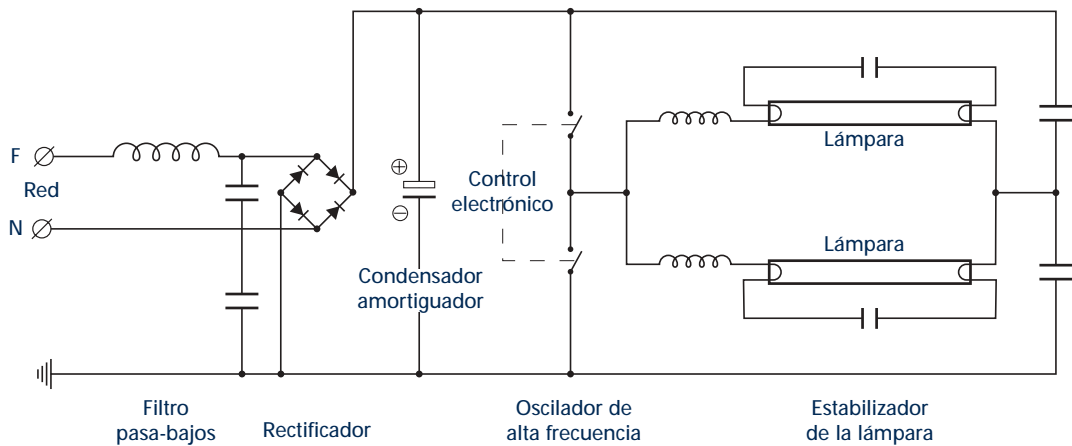 Lámpara
F
Red
Control
electrónico
N
Lámpara
Condensador
amortiguador
Filtro
pasa-bajos
Rectificador
Oscilador de
alta frecuencia
Estabilizador
de la lámpara